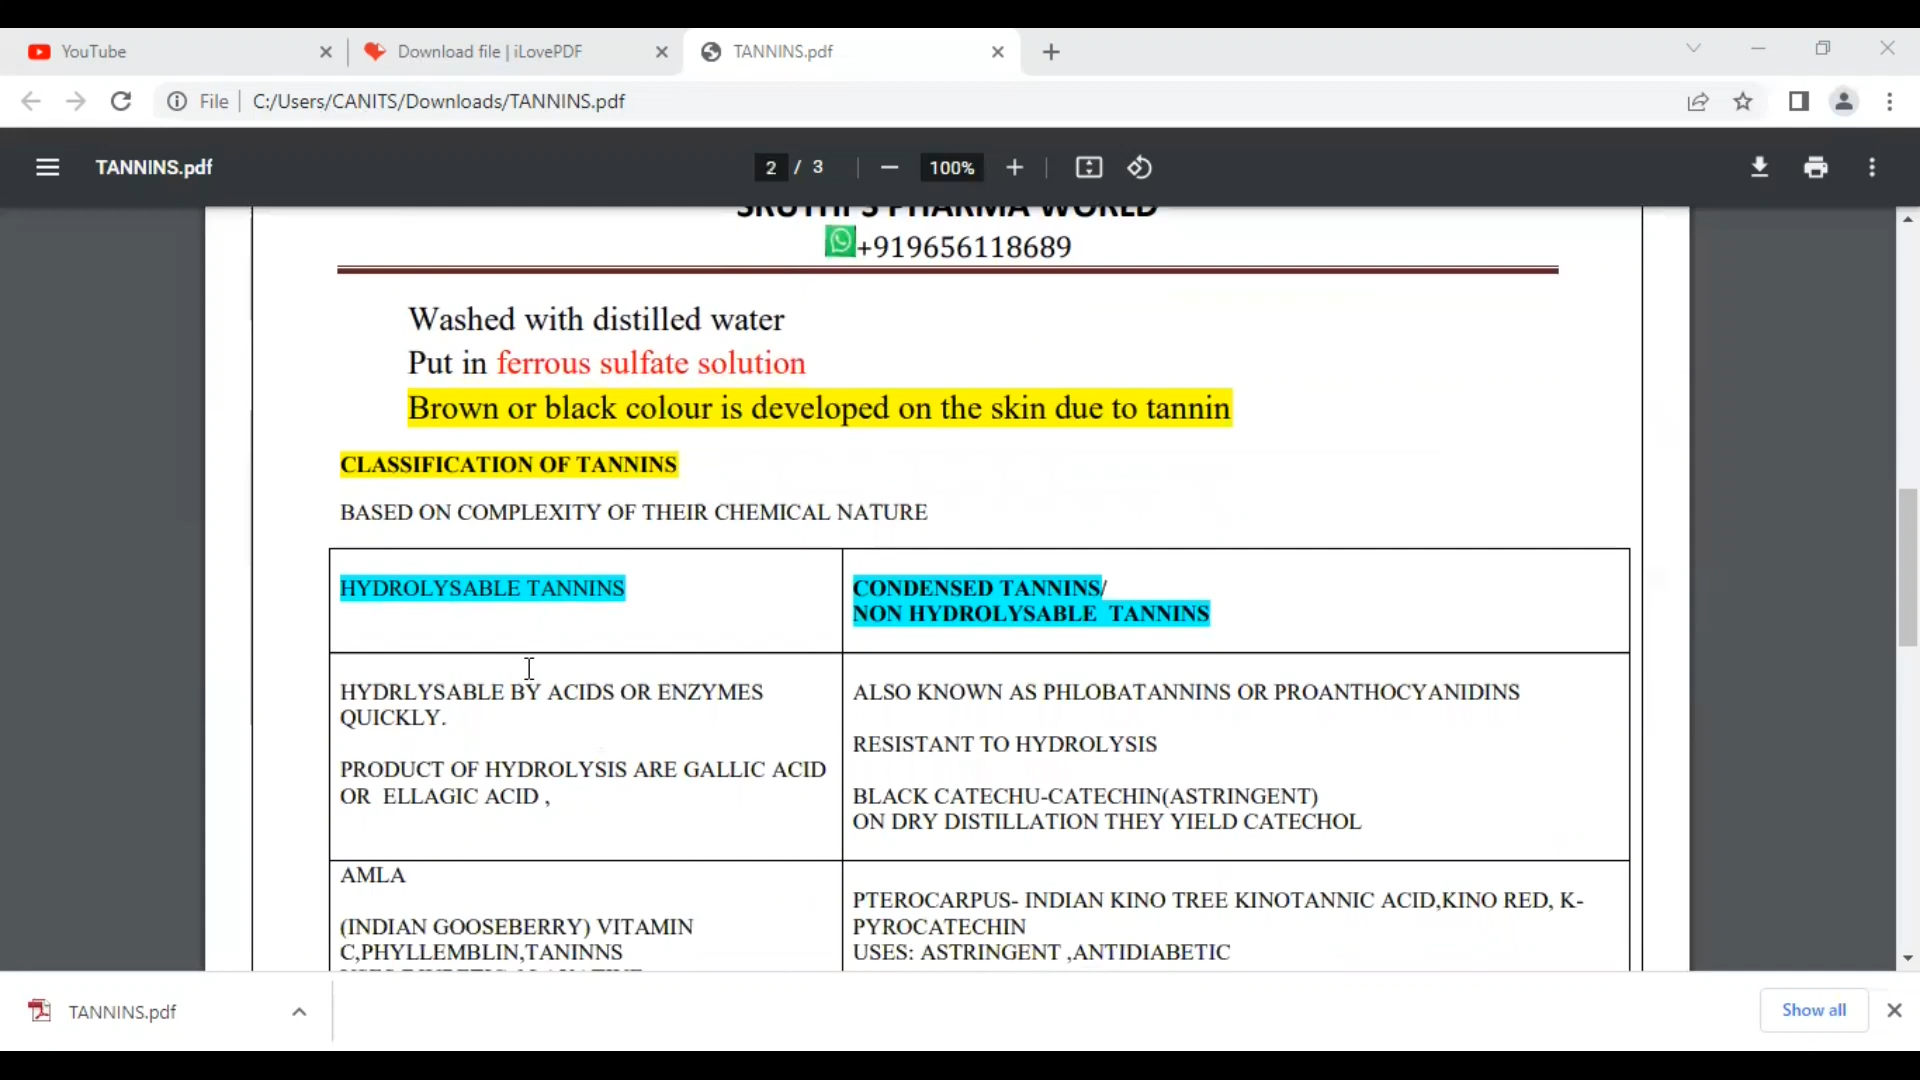 YouTube
Download file | iLovePDF
TANNINS.pdf
File
C:/Users/CANITS/Downloads/TANNINS.pdf
TANNINS.pdf
2 / 3
100%
SRUTHI'S PHARMA WORLD
+919656118689
Washed with distilled water
Put in ferrous sulfate solution
Brown or black colour is developed on the skin due to tannin
CLASSIFICATION OF TANNINS
BASED ON COMPLEXITY OF THEIR CHEMICAL NATURE
HYDROLYSABLE TANNINS
CONDENSED TANNINS/
NON HYDROLYSABLE TANNINS
HYDRLYSABLE BY ACIDS OR ENZYMES
QUICKLY.
PRODUCT OF HYDROLYSIS ARE GALLIC ACID
OR ELLAGIC ACID ,
ALSO KNOWN AS PHLOBATANNINS OR PROANTHOCYANIDINS
RESISTANT TO HYDROLYSIS
BLACK CATECHU-CATECHIN(ASTRINGENT)
ON DRY DISTILLATION THEY YIELD CATECHOL
AMLA
(INDIAN GOOSEBERRY) VITAMIN
C,PHYLLEMBLIN,TANINNS
PTEROCARPUS- INDIAN KINO TREE KINOTANNIC ACID,KINO RED, K-
PYROCATECHIN
USES: ASTRINGENT ,ANTIDIABETIC
TANNINS.pdf
Show all